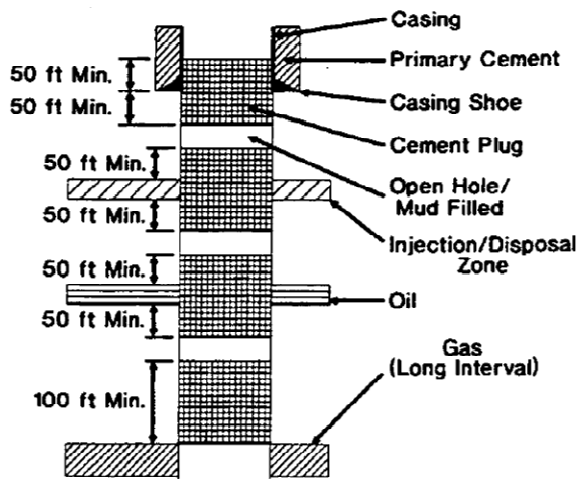 Casing
Primary Cement
50 ft Min.
50 ft Min.
Casing Shoe
Cement Plug
50 ft Min.
Open Hole/
Mud Filled
50 ft Min.
Injection/Disposal
Zone
50 ft Min.
Oil
50 ft Min.
Gas
(Long Interval)
100 ft Min.